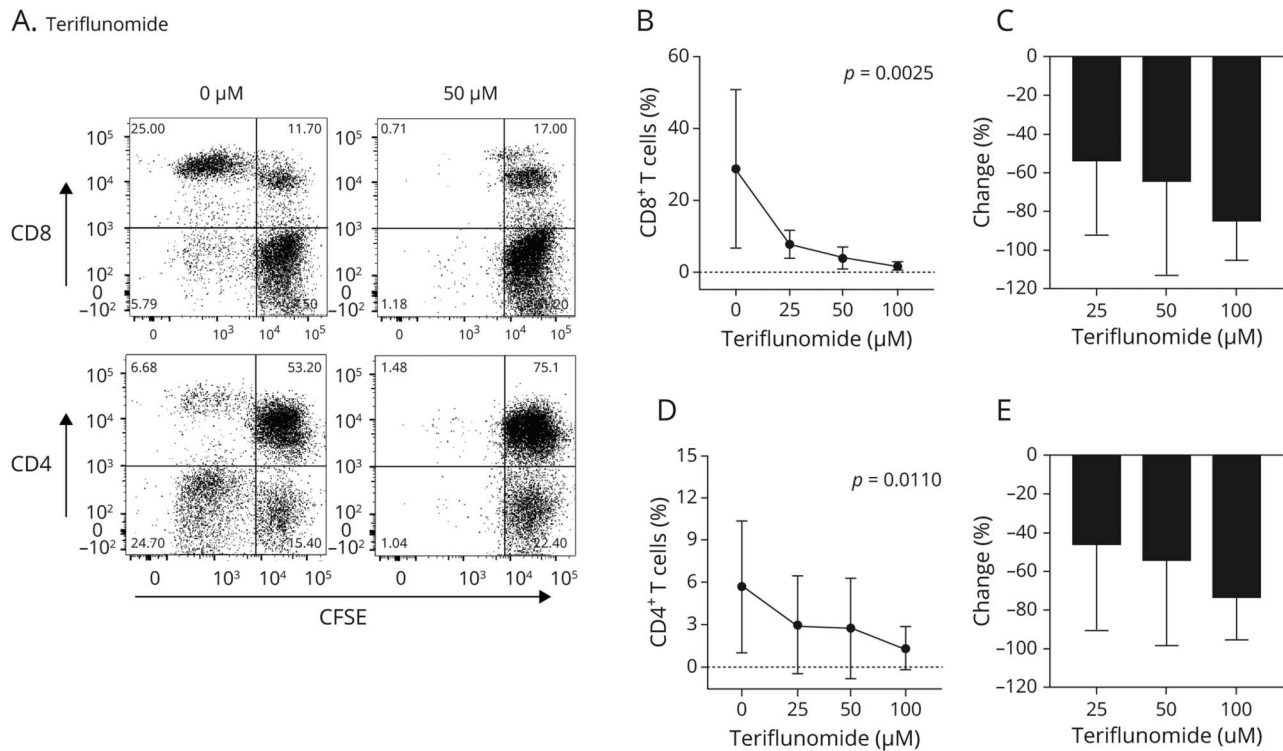 A. Teriflunomide
0 μM
50 μM
25.00
11.70
0.71
17.00
10⁵
10⁴
10³
10²
0
−10²
CD8
5.79
1.18
0
10³
10⁴
10⁵
0
10³
10⁴
10⁵
6.68
53.20
1.48
75.1
10⁵
10⁴
10³
10²
0
−10²
CD4
24.70
15.40
1.04
12.40
0
10³
10⁴
10⁵
0
10³
10⁴
10⁵
CFSE
B
60
40
20
0
CD8⁺ T cells (%)
p = 0.0025
0 25 50 100
Teriflunomide (μM)
C
0
−20
−40
−60
−80
−100
−120
Change (%)
25 50 100
Teriflunomide (μM)
D
15
12
9
6
3
0
CD4⁺ T cells (%)
p = 0.0110
0 25 50 100
Teriflunomide (μM)
E
0
−20
−40
−60
−80
−100
−120
Change (%)
25 50 100
Teriflunomide (uM)